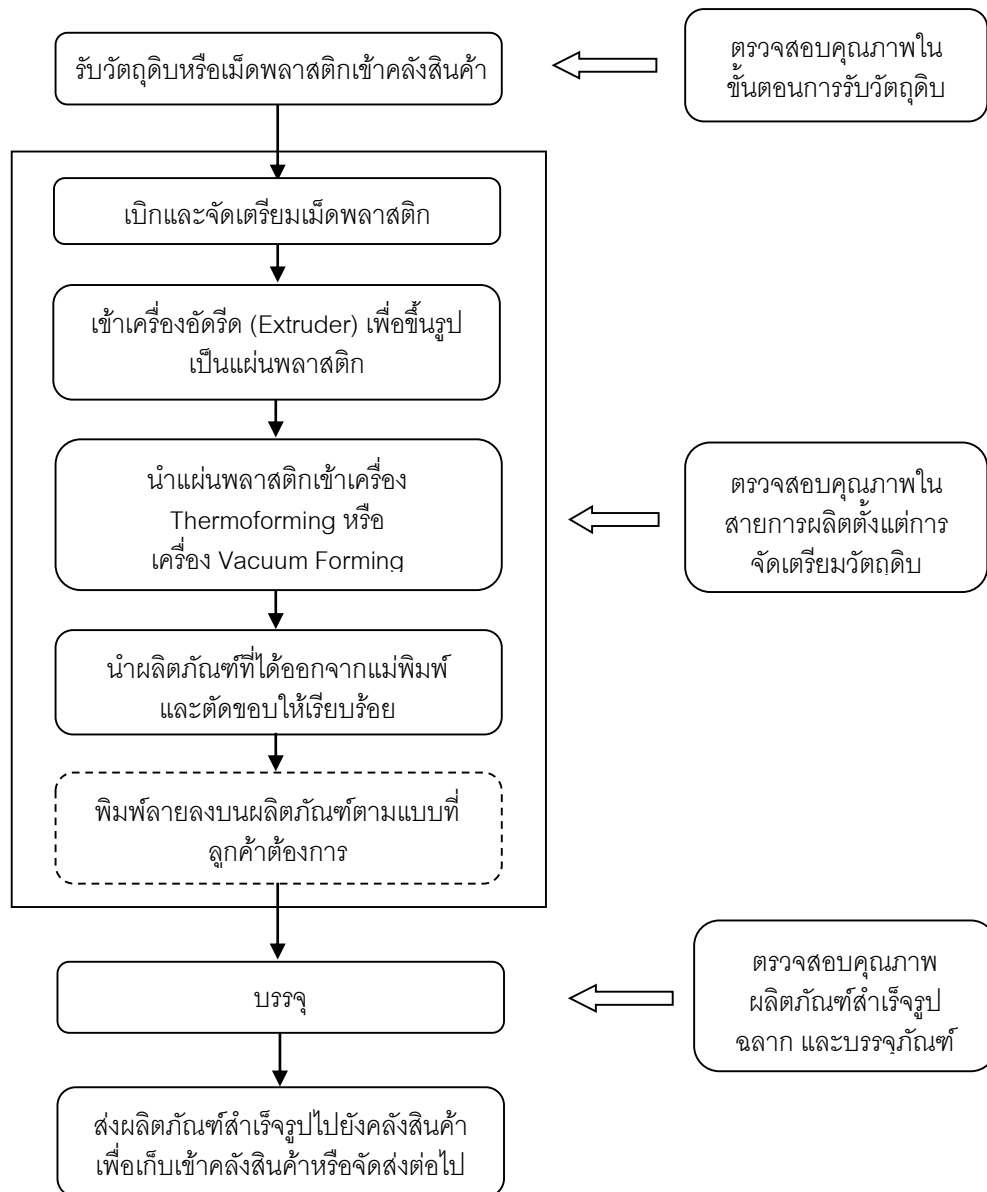 รับวัตถุดิบหรือเม็ดพลาสติกเข้าคลังสินค้า
ตรวจสอบคุณภาพใน
ขั้นตอนการรับวัตถุดิบ
เบิกและจัดเตรียมเม็ดพลาสติก
เข้าเครื่องอัดรีด (Extruder) เพื่อขึ้นรูป
เป็นแผ่นพลาสติก
นำแผ่นพลาสติกเข้าเครื่อง
Thermoforming หรือ
เครื่อง Vacuum Forming
ตรวจสอบคุณภาพใน
สายการผลิตตั้งแต่การ
จัดเตรียมวัตถุดิบ
นำผลิตภัณฑ์ที่ได้ออกจากแม่พิมพ์
และตัดขอบให้เรียบร้อย
พิมพ์ลายลงบนผลิตภัณฑ์ตามแบบที่
ลูกค้าต้องการ
บรรจุ
ตรวจสอบคุณภาพ
ผลิตภัณฑ์สำเร็จรูป
ฉลาก และบรรจุภัณฑ์
ส่งผลิตภัณฑ์สำเร็จรูปไปยังคลังสินค้า
เพื่อเก็บเข้าคลังสินค้าหรือจัดส่งต่อไป